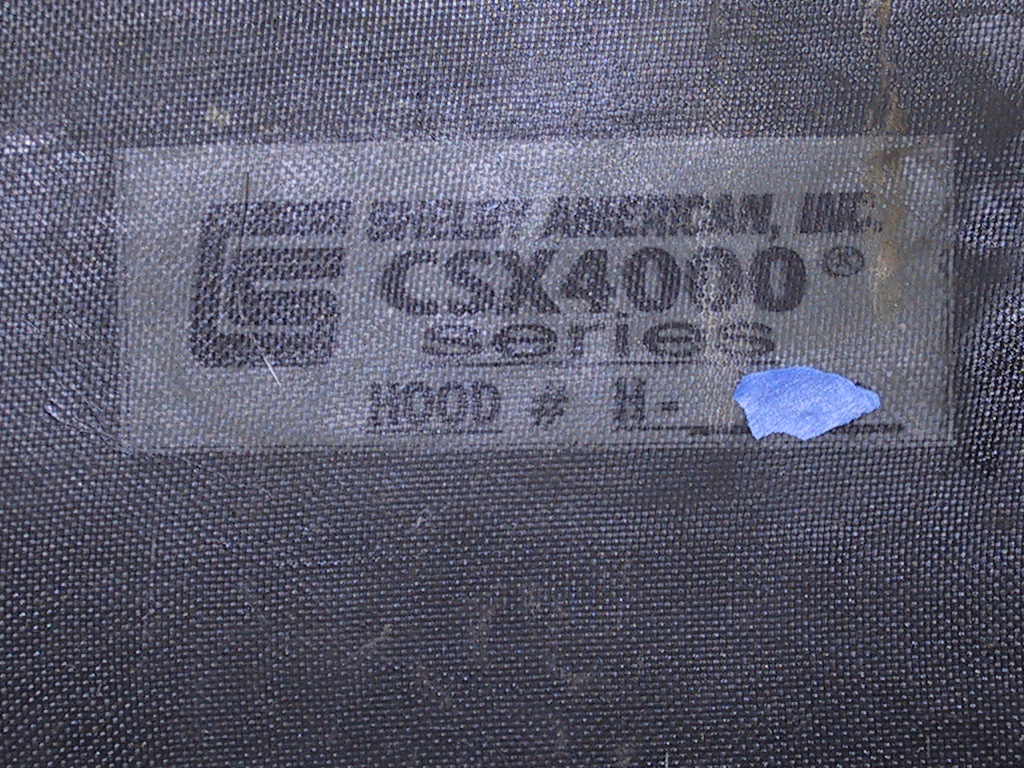 SHELBY AMERICAN, INC.
CSX4000®
series
HOOD # H-